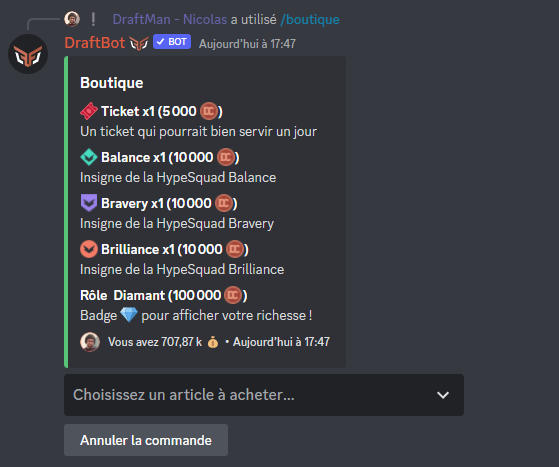 DraftMan - Nicolas a utilisé /boutique
DraftBot ✓ BOT Aujourd'hui à 17:47
Boutique
Ticket x1 (5 000)
Un ticket qui pourrait bien servir un jour
Balance x1 (10 000)
Insigne de la HypeSquad Balance
Bravery x1 (10 000)
Insigne de la HypeSquad Bravery
Brilliance x1 (10 000)
Insigne de la HypeSquad Brilliance
Rôle Diamant (100 000)
Badge 💎 pour afficher votre richesse !
Vous avez 707,87 k 💰 • Aujourd'hui à 17:47
Choisissez un article à acheter...
Annuler la commande